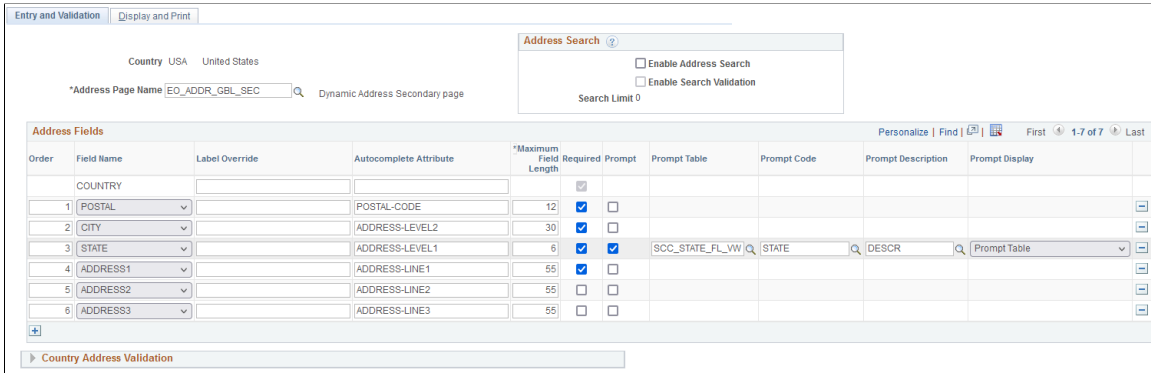 Entry and Validation Display and Print
Address Search
Country USA United States
Enable Address Search
Enable Search Validation
*Address Page Name EO_ADDR_GBL_SEC Dynamic Address Secondary page
Search Limit 0
Address Fields Personalize | Find | | First 1-7 of 7 Last
Order Field Name Label Override Autocomplete Attribute *Maximum Field Length Required Prompt Prompt Table Prompt Code Prompt Description Prompt Display
COUNTRY
1 POSTAL POSTAL-CODE 12
2 CITY ADDRESS-LEVEL2 30
3 STATE ADDRESS-LEVEL1 6 SCC_STATE_FL_VW STATE DESCR Prompt Table
4 ADDRESS1 ADDRESS-LINE1 55
5 ADDRESS2 ADDRESS-LINE2 55
6 ADDRESS3 ADDRESS-LINE3 55
Country Address Validation